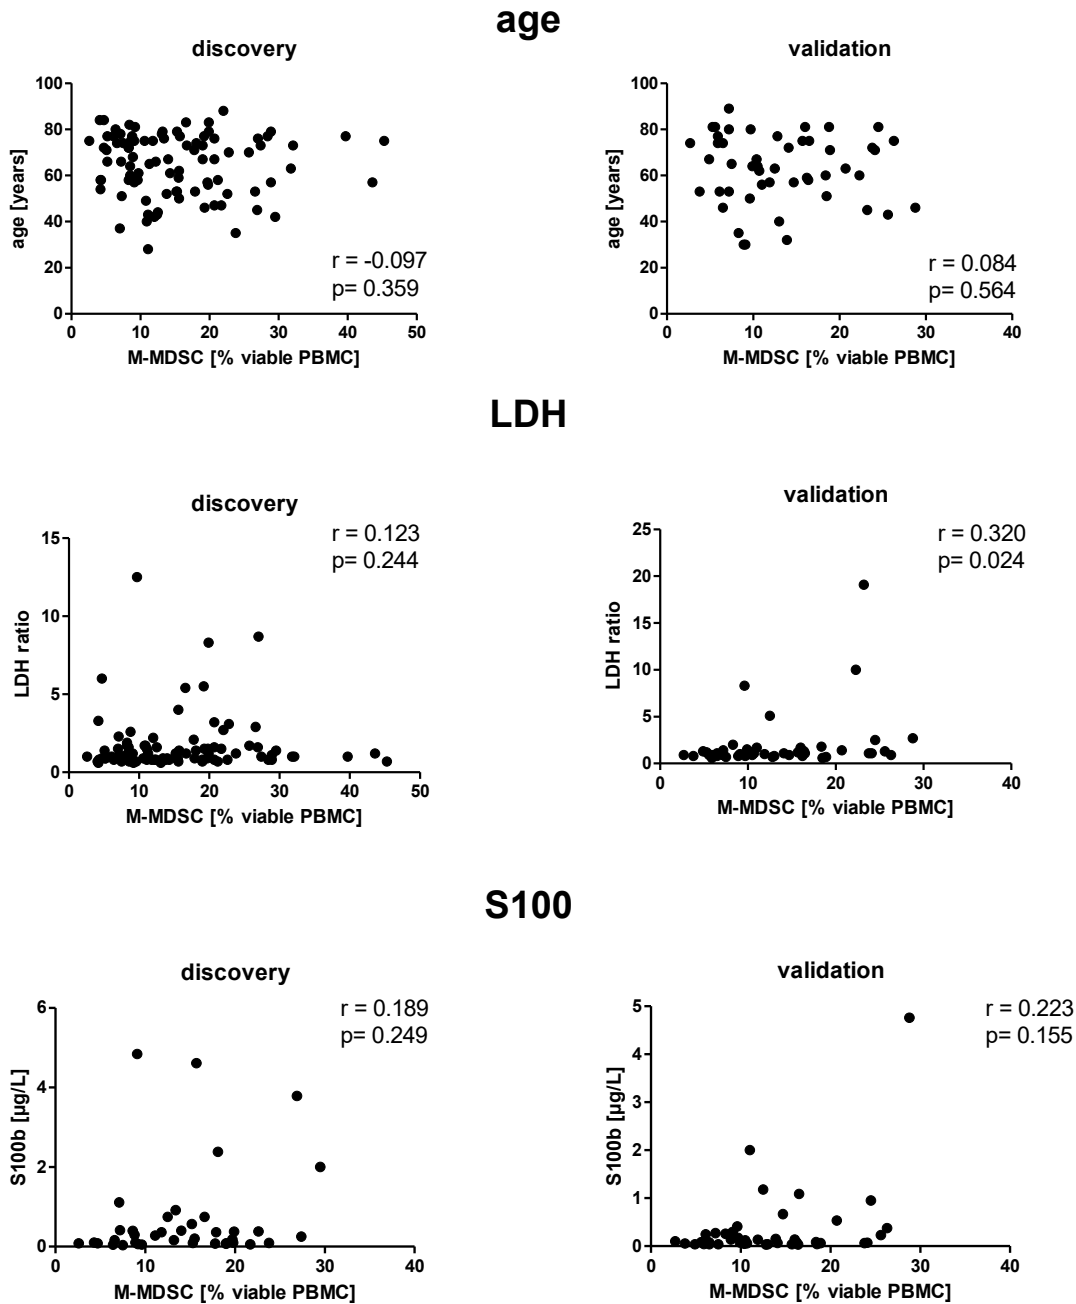 age
discovery
100
80
60
40
20
0
age [years]
r = -0.097
p= 0.359
0 10 20 30 40 50
M-MDSC [% viable PBMC]
validation
100
80
60
40
20
0
age [years]
r = 0.084
p= 0.564
0 10 20 30 40
M-MDSC [% viable PBMC]
LDH
discovery
r = 0.123
p= 0.244
15
10
5
0
LDH ratio
0 10 20 30 40 50
M-MDSC [% viable PBMC]
validation
r = 0.320
p= 0.024
25
20
15
10
5
0
LDH ratio
0 10 20 30 40
M-MDSC [% viable PBMC]
S100
discovery
r = 0.189
p= 0.249
6
4
2
0
S100b [µg/L]
0 10 20 30 40
M-MDSC [% viable PBMC]
validation
r = 0.223
p= 0.155
5
4
3
2
1
0
S100b [µg/L]
0 10 20 30 40
M-MDSC [% viable PBMC]